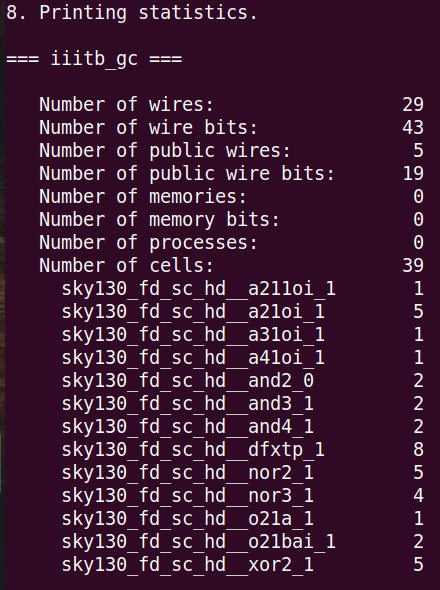 8. Printing statistics.
=== iiitb_gc ===
Number of wires: 29
Number of wire bits: 43
Number of public wires: 5
Number of public wire bits: 19
Number of memories: 0
Number of memory bits: 0
Number of processes: 0
Number of cells: 39
sky130_fd_sc_hd__a211oi_1 1
sky130_fd_sc_hd__a21oi_1 5
sky130_fd_sc_hd__a31oi_1 1
sky130_fd_sc_hd__a41oi_1 1
sky130_fd_sc_hd__and2_0 2
sky130_fd_sc_hd__and3_1 2
sky130_fd_sc_hd__and4_1 2
sky130_fd_sc_hd__dfxtp_1 8
sky130_fd_sc_hd__nor2_1 5
sky130_fd_sc_hd__nor3_1 4
sky130_fd_sc_hd__o21a_1 1
sky130_fd_sc_hd__o21bai_1 2
sky130_fd_sc_hd__xor2_1 5